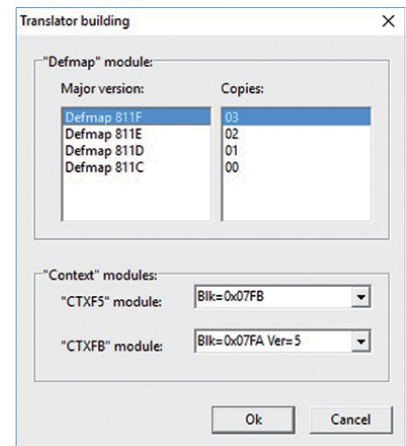 Translator building
"Defmap" module:
Major version: Copies:
Defmap 811F 03
Defmap 811E 02
Defmap 811D 01
Defmap 811C 00
"Context" modules:
"CTXF5" module: Blk=0x07FB
"CTXFB" module: Blk=0x07FA Ver=5
Ok Cancel